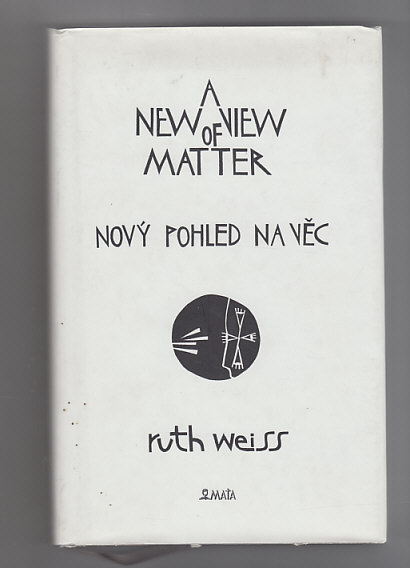 A
NEW VIEW
OF
MATTER
NOVÝ POHLED NA VĚC
ruth weiss
MAŤA